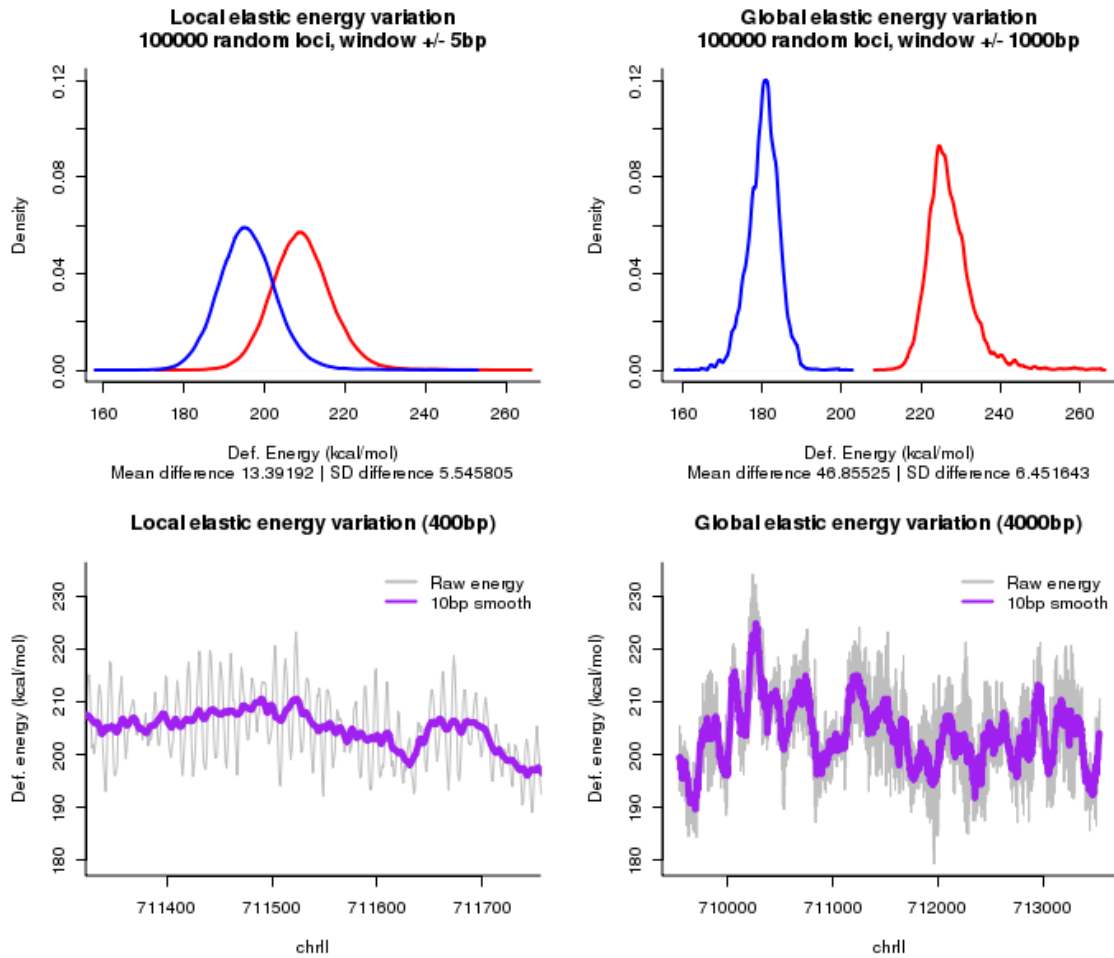 Local elastic energy variation
100000 random loci, window +/- 5bp
Density
0.00
0.04
0.08
0.12
160 180 200 220 240 260
Def. Energy (kcal/mol)
Mean difference 13.39192 | SD difference 5.545805
Global elastic energy variation
100000 random loci, window +/- 1000bp
Density
0.00
0.04
0.08
0.12
160 180 200 220 240 260
Def. Energy (kcal/mol)
Mean difference 46.85525 | SD difference 6.451643
Local elastic energy variation (400bp)
Raw energy
10bp smooth
Def. energy (kcal/mol)
180
190
200
210
220
230
711400 711500 711600 711700
chrII
Global elastic energy variation (4000bp)
Raw energy
10bp smooth
Def. energy (kcal/mol)
180
190
200
210
220
230
710000 711000 712000 713000
chrII